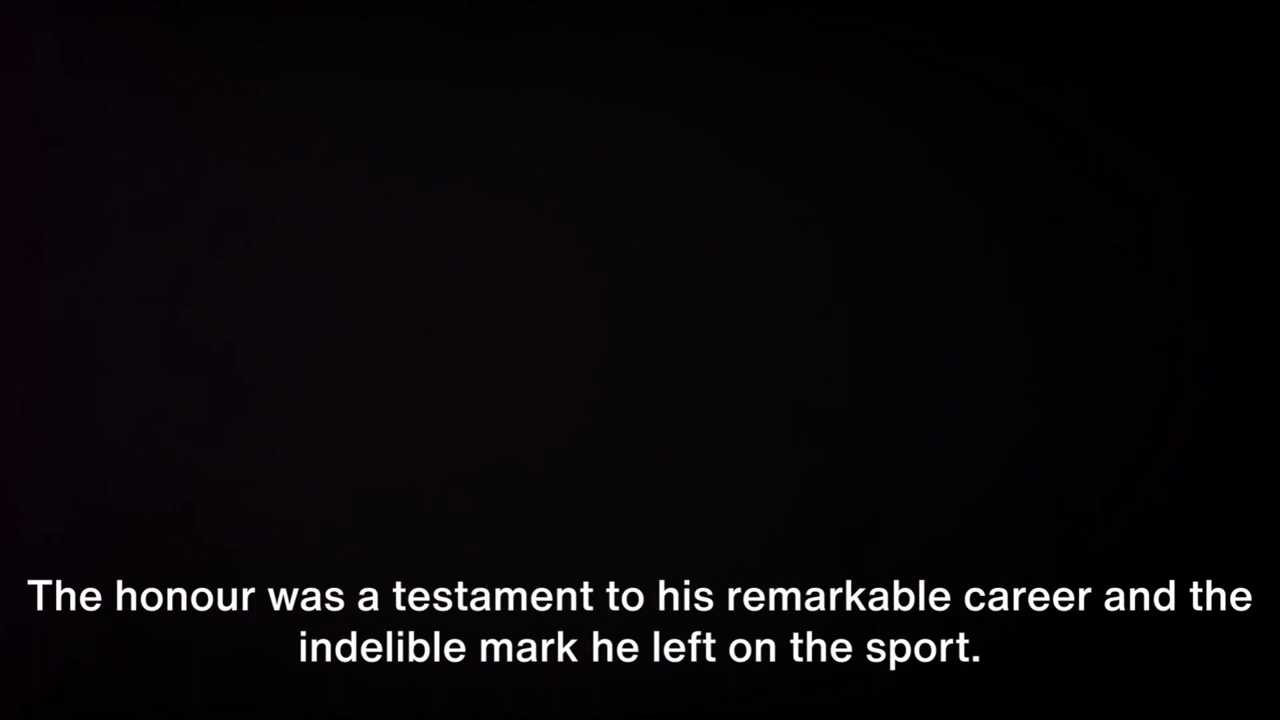 The honour was a testament to his remarkable career and the
indelible mark he left on the sport.